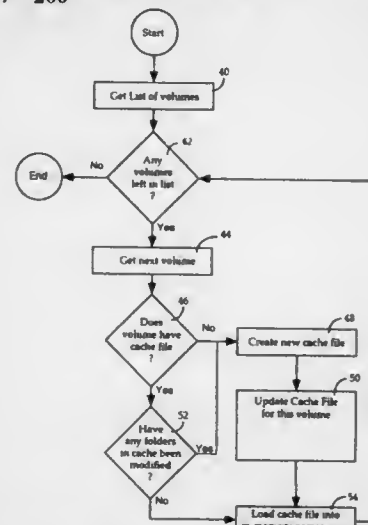 Start
40
Get List of volumes
42
Any
volumes
left in list
?
No
End
Yes
44
Get next volume
46
Does
volume have
cache file
?
No
48
Create new cache file
Yes
50
Update Cache File
for this volume
52
Have
any folders
in cache been
modified
?
Yes
No
54
Load cache file into